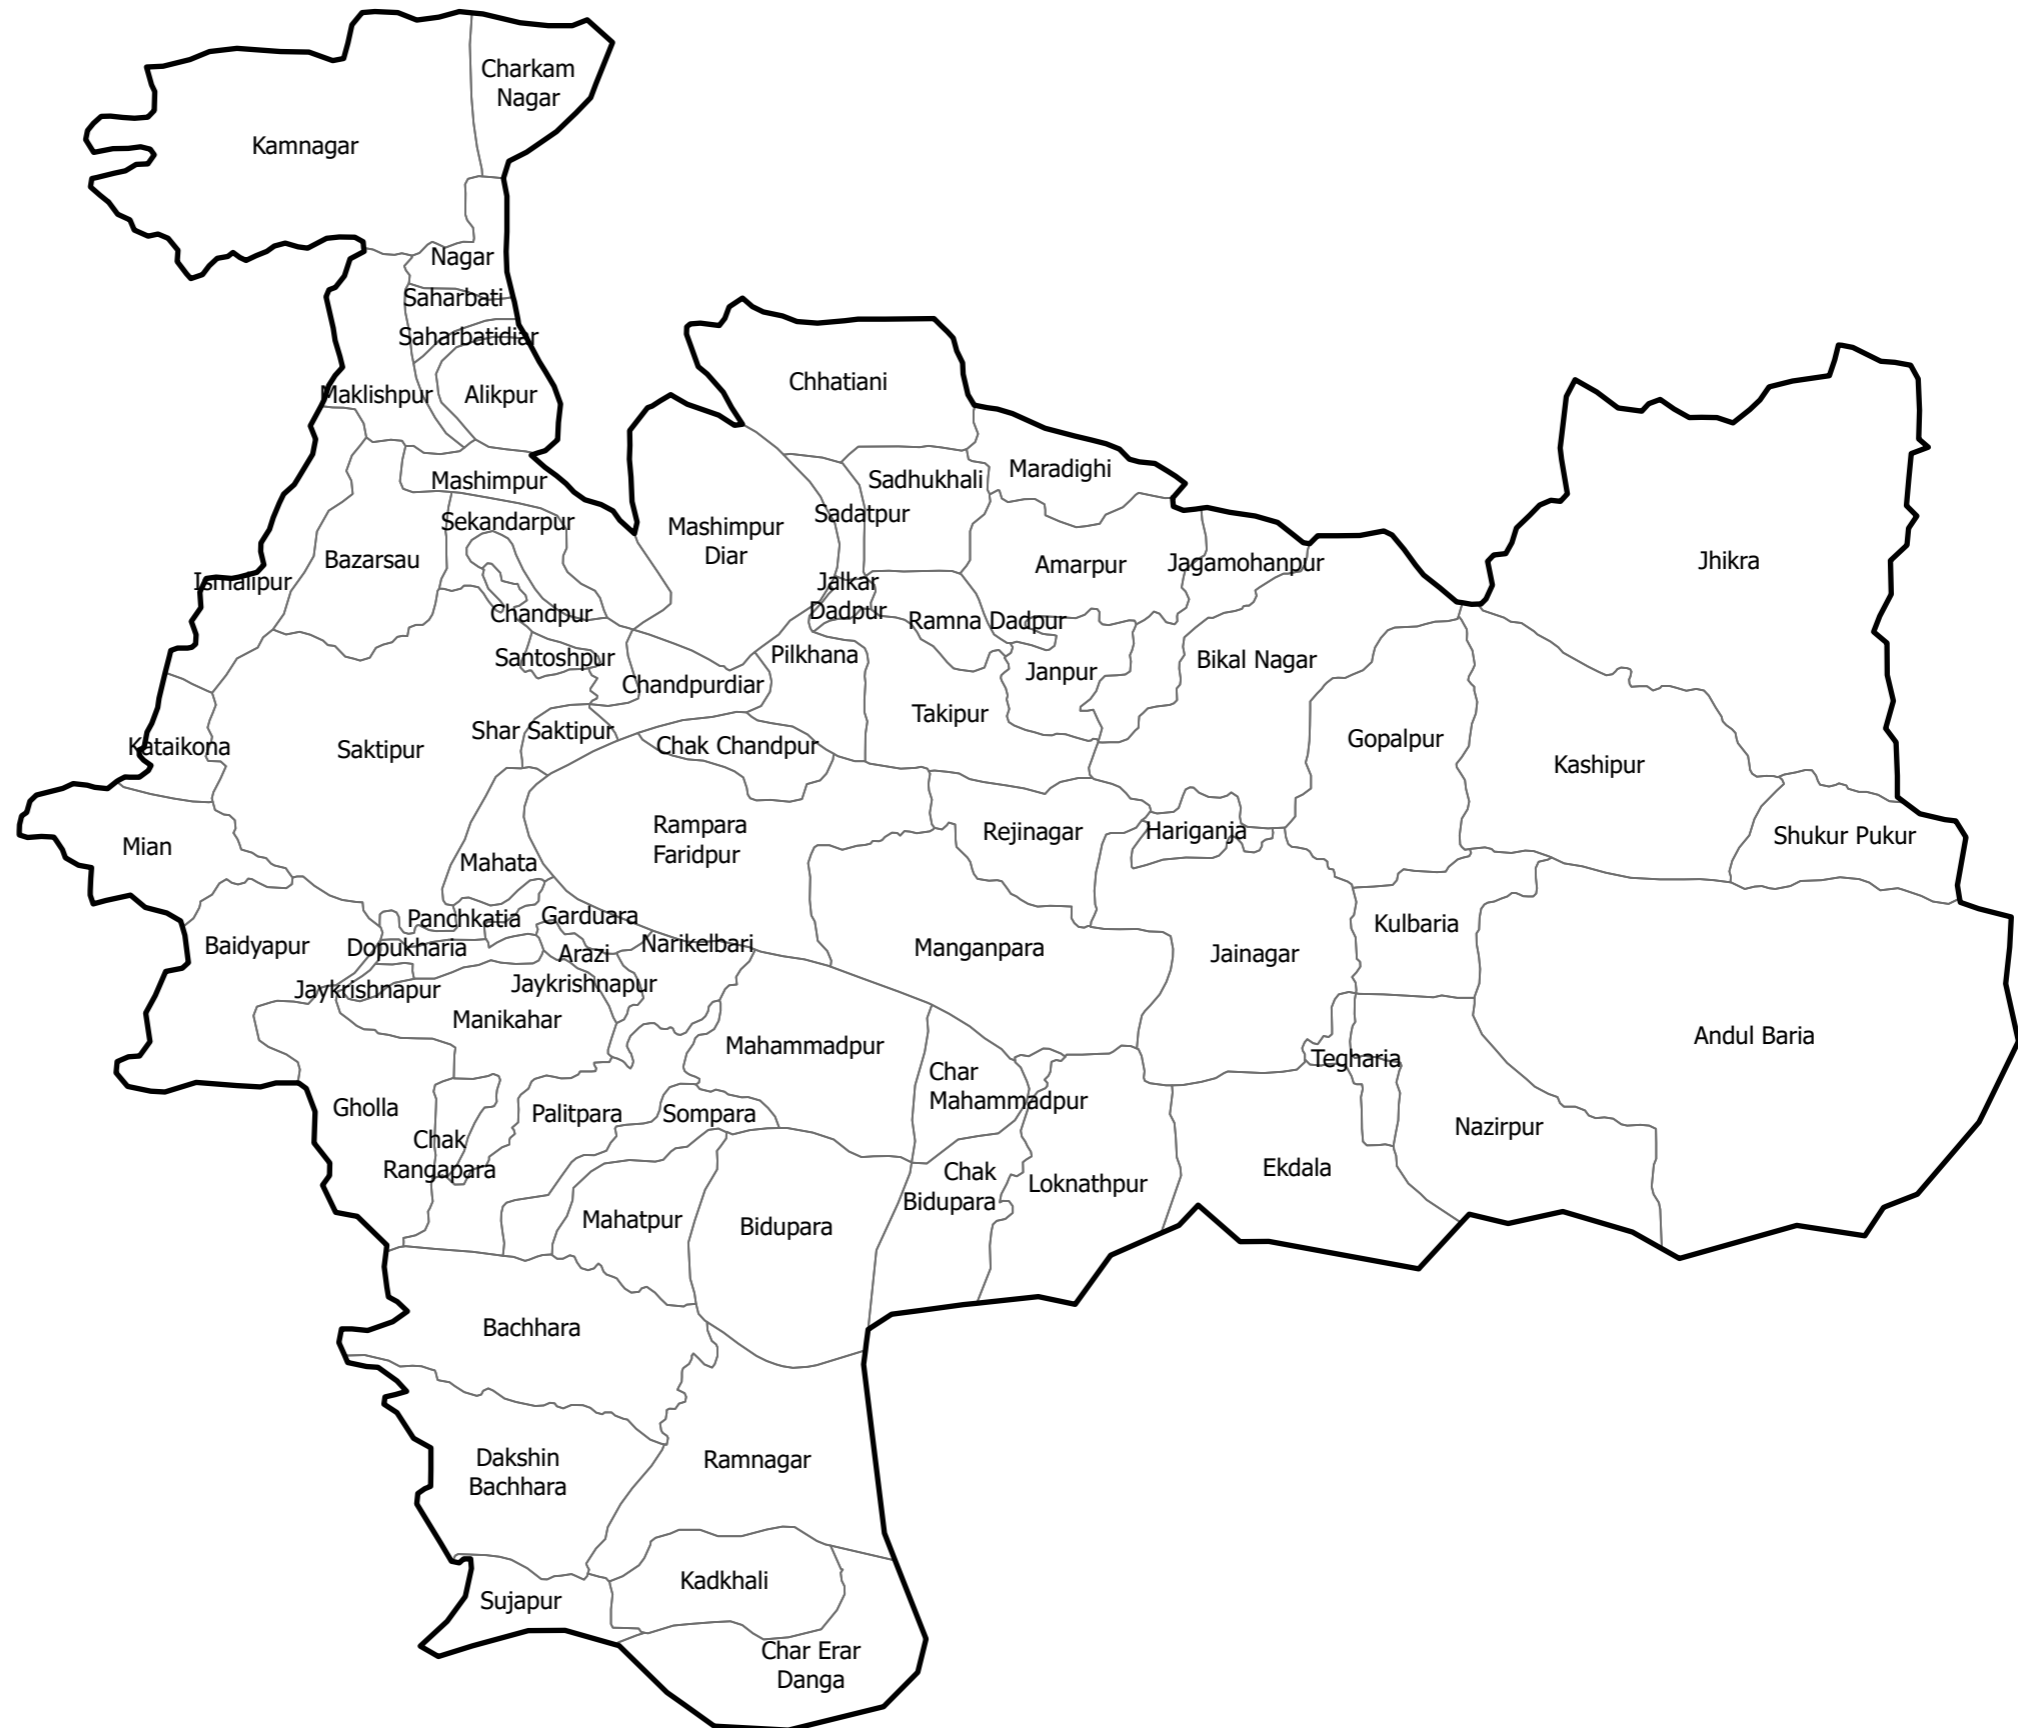 Charkam
Nagar
Kamnagar
Nagar
Saharbati
Saharbatidiar
Maklishpur
Alikpur
Chhatiani
Maradighi
Mashimpur
Sadhukhali
Sekandarpur
Sadatpur
Mashimpur
Diar
Bazarsau
Amarpur
Jagamohanpur
Jhikra
Ismalipur
Jalkar
Dadpur
Chandpur
Ramna Dadpur
Santoshpur
Pilkhana
Bikal Nagar
Janpur
Chandpurdiar
Takipur
Shar Saktipur
Kataikona
Saktipur
Chak Chandpur
Gopalpur
Kashipur
Mian
Rampara
Faridpur
Rejinagar
Hariganja
Shukur Pukur
Mahata
Panchkatia
Garduara
Kulbaria
Baidyapur
Dopukharia
Arazi
Jaykrishnapur
Narikelbari
Manganpara
Jainagar
Jaykrishnapur
Manikahar
Mahammadpur
Andul Baria
Tegharia
Char
Mahammadpur
Gholla
Palitpara
Sompara
Nazirpur
Chak
Rangapara
Ekdala
Chak
Bidupara
Loknathpur
Mahatpur
Bidupara
Bachhara
Dakshin
Bachhara
Ramnagar
Kadkhali
Sujapur
Char Erar
Danga